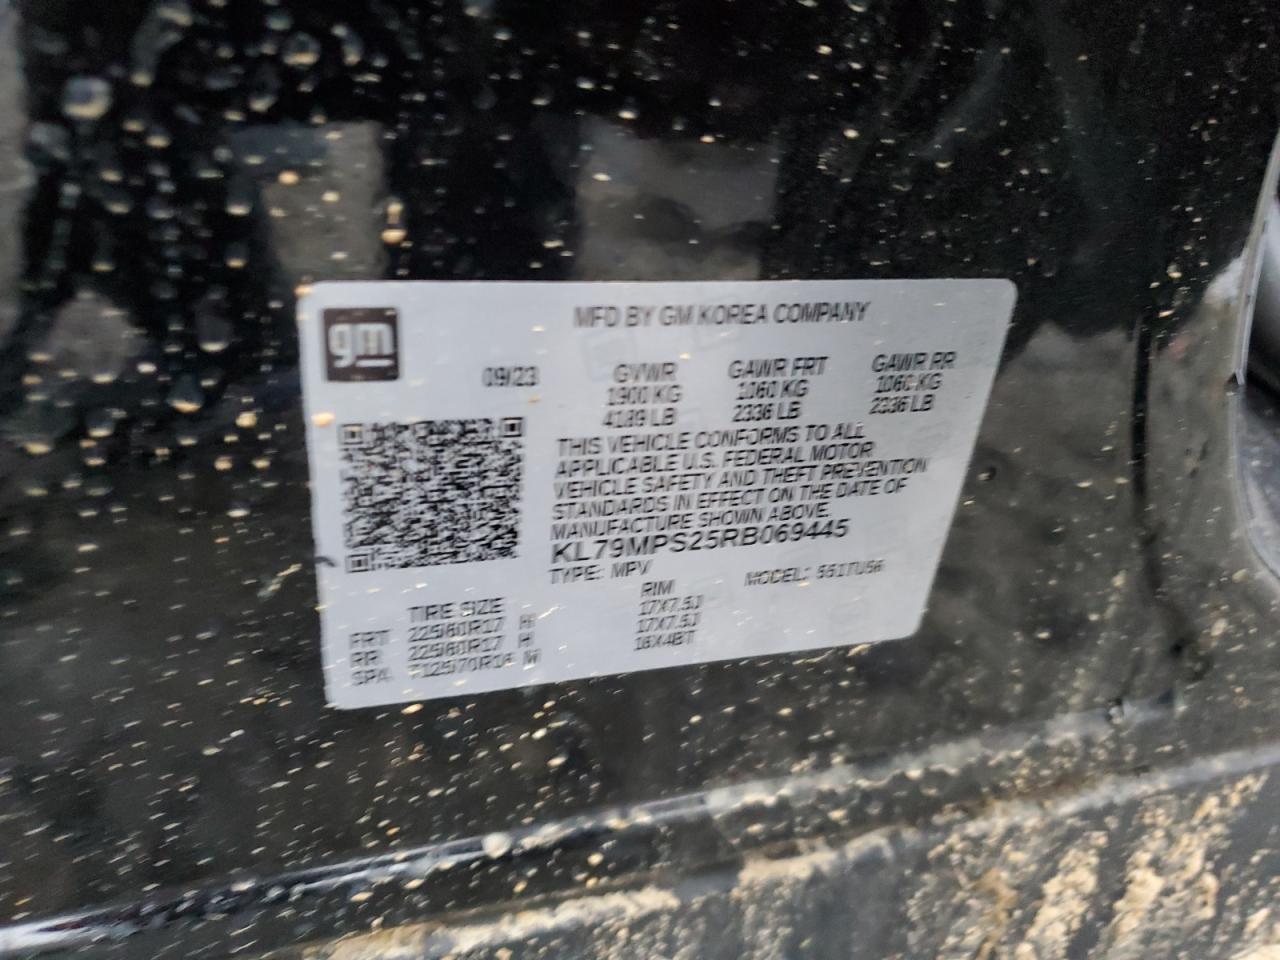 gm
MFD BY GM KOREA COMPANY
09/23 GVWR GAWR FRT GAWR RR
1900 KG 1060 KG 1060 KG
4189 LB 2336 LB 2336 LB
THIS VEHICLE CONFORMS TO ALL
APPLICABLE U.S. FEDERAL MOTOR
VEHICLE SAFETY AND THEFT PREVENTION
STANDARDS IN EFFECT ON THE DATE OF
MANUFACTURE SHOWN ABOVE.
KL79MPS25RB069445
TYPE: MPV MODEL:
TIRE SIZE RIM
FRT 225/60R17 H 17X7.5J
RR 225/60R17 H 17X7.5J
SPA T125/70R16 M 16X4BT